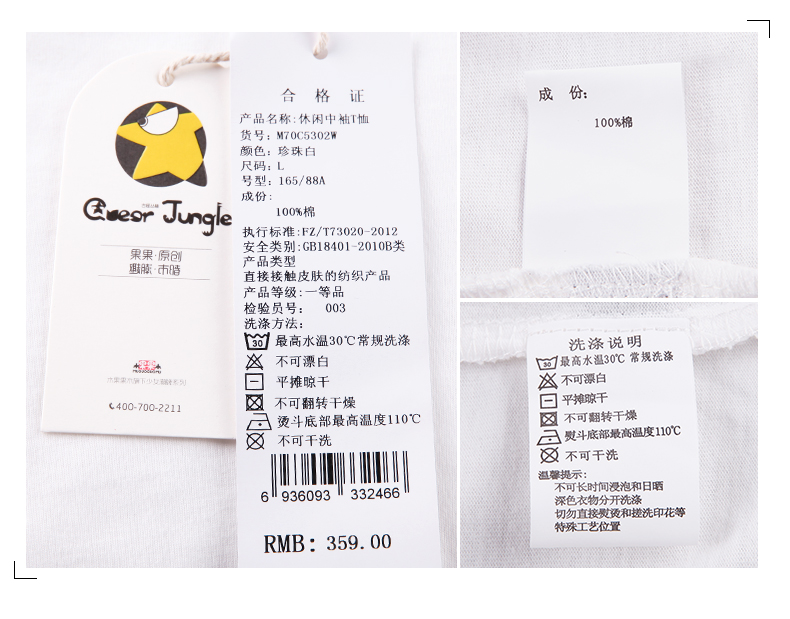 Queor Jungle
果果·原创
蹦蹦·市猎
400-700-2211
合 格 证
产品名称:休闲中袖T恤
货号: M70C5302W
颜色: 珍珠白
尺码: L
号型: 165/88A
成份:
100%棉
执行标准:FZ/T73020-2012
安全类别:GB18401-2010B类
产品类型
直接接触皮肤的纺织产品
产品等级:一等品
检验员号: 003
洗涤方法:
30 最高水温30℃常规洗涤
不可漂白
平摊晾干
不可翻转干燥
烫斗底部最高温度110℃
不可干洗
6 936093 332466
RMB: 359.00
成 份:
100%棉
洗涤说明
30 最高水温30℃ 常规洗涤
不可漂白
平摊晾干
不可翻转干燥
熨斗底部最高温度110℃
不可干洗
温馨提示:
不可长时间浸泡和日晒
深色衣物分开洗涤
切勿直接熨烫和搓洗印花等
特殊工艺位置